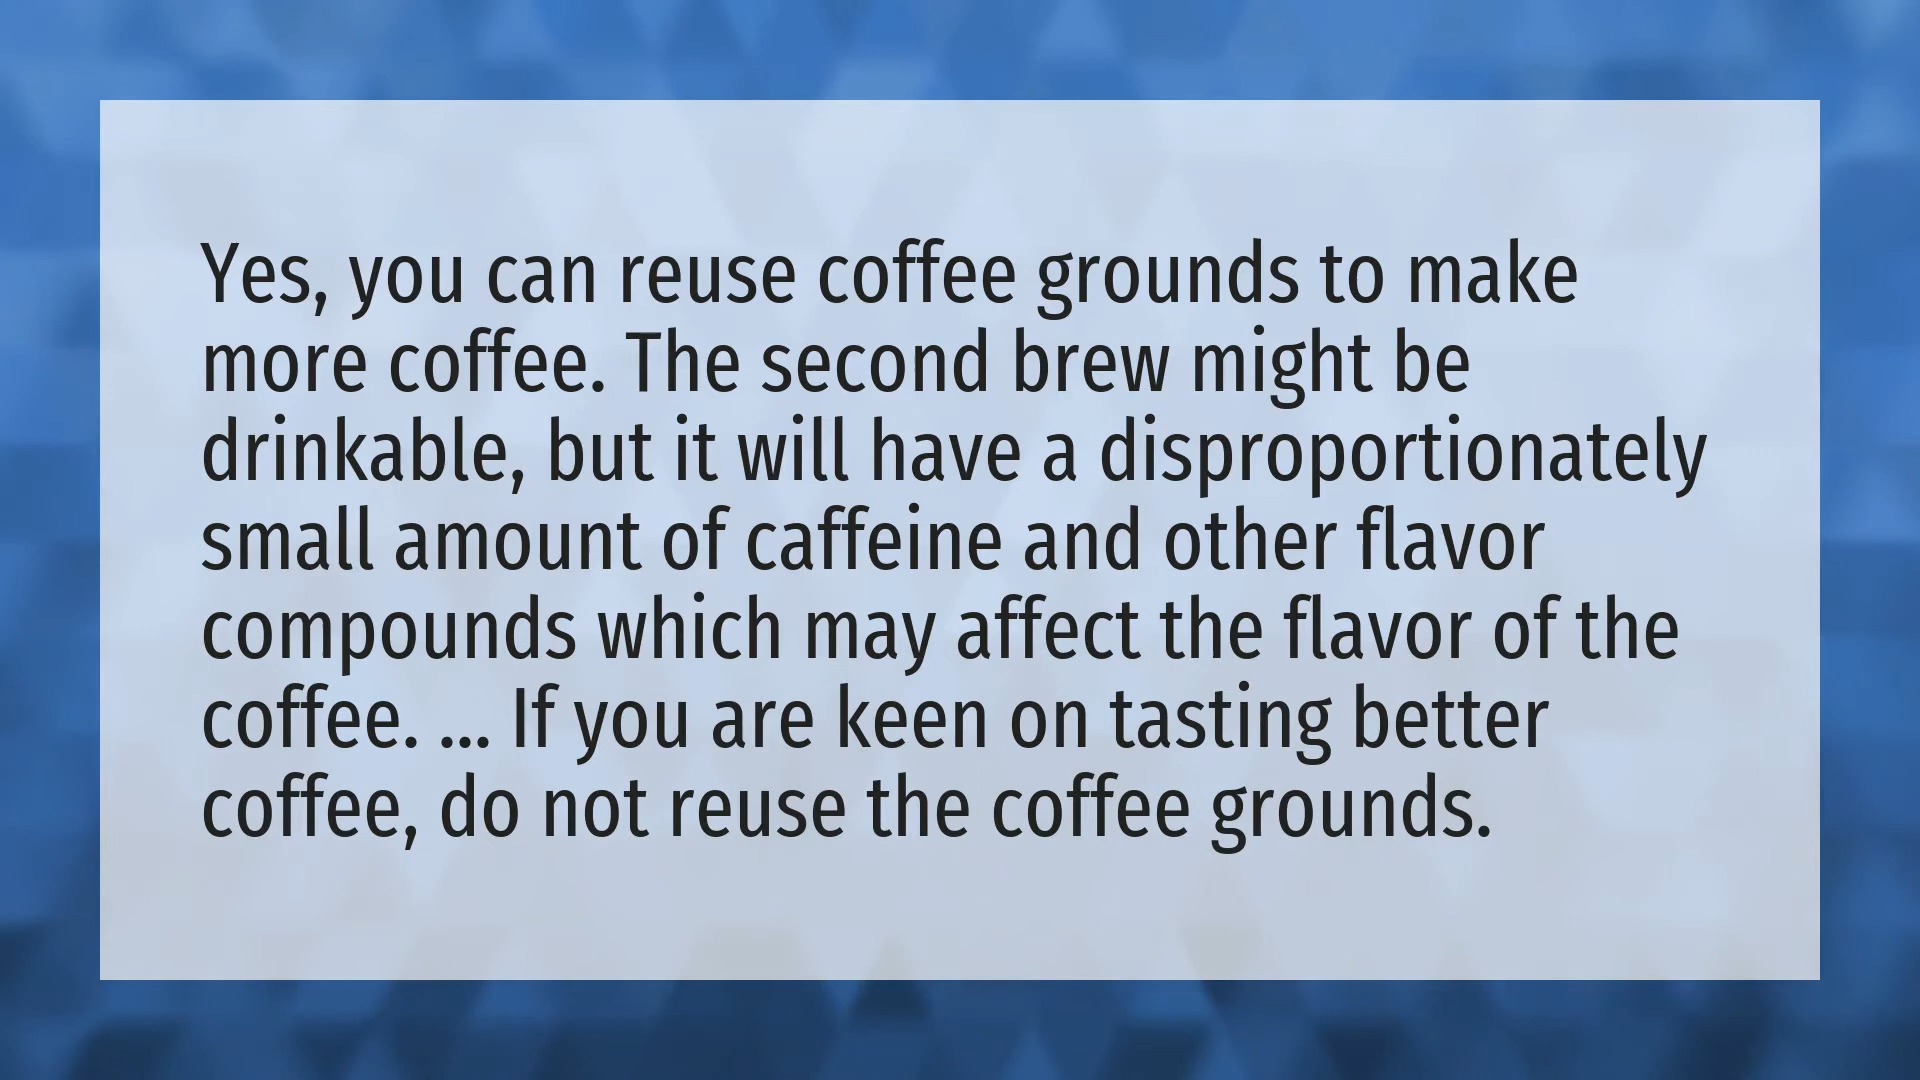 Yes, you can reuse coffee grounds to make
more coffee. The second brew might be
drinkable, but it will have a disproportionately
small amount of caffeine and other flavor
compounds which may affect the flavor of the
coffee. ... If you are keen on tasting better
coffee, do not reuse the coffee grounds.